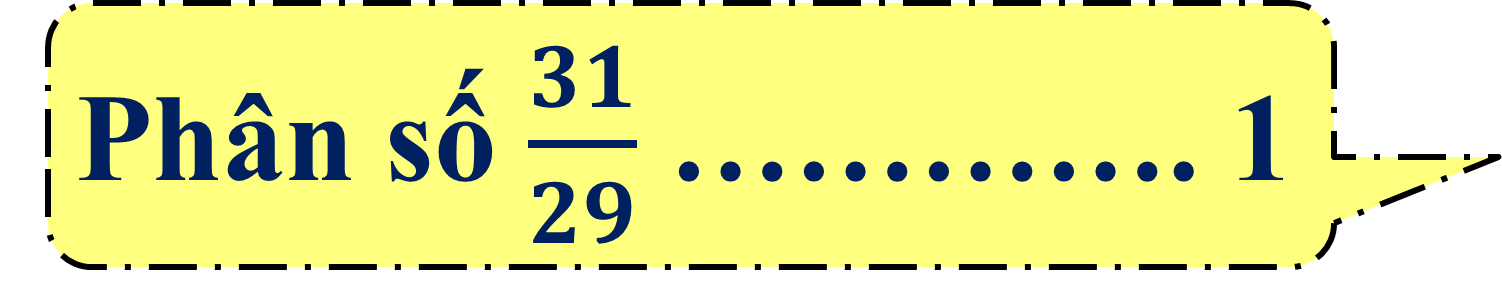 Phân số 31/29 ............. 1